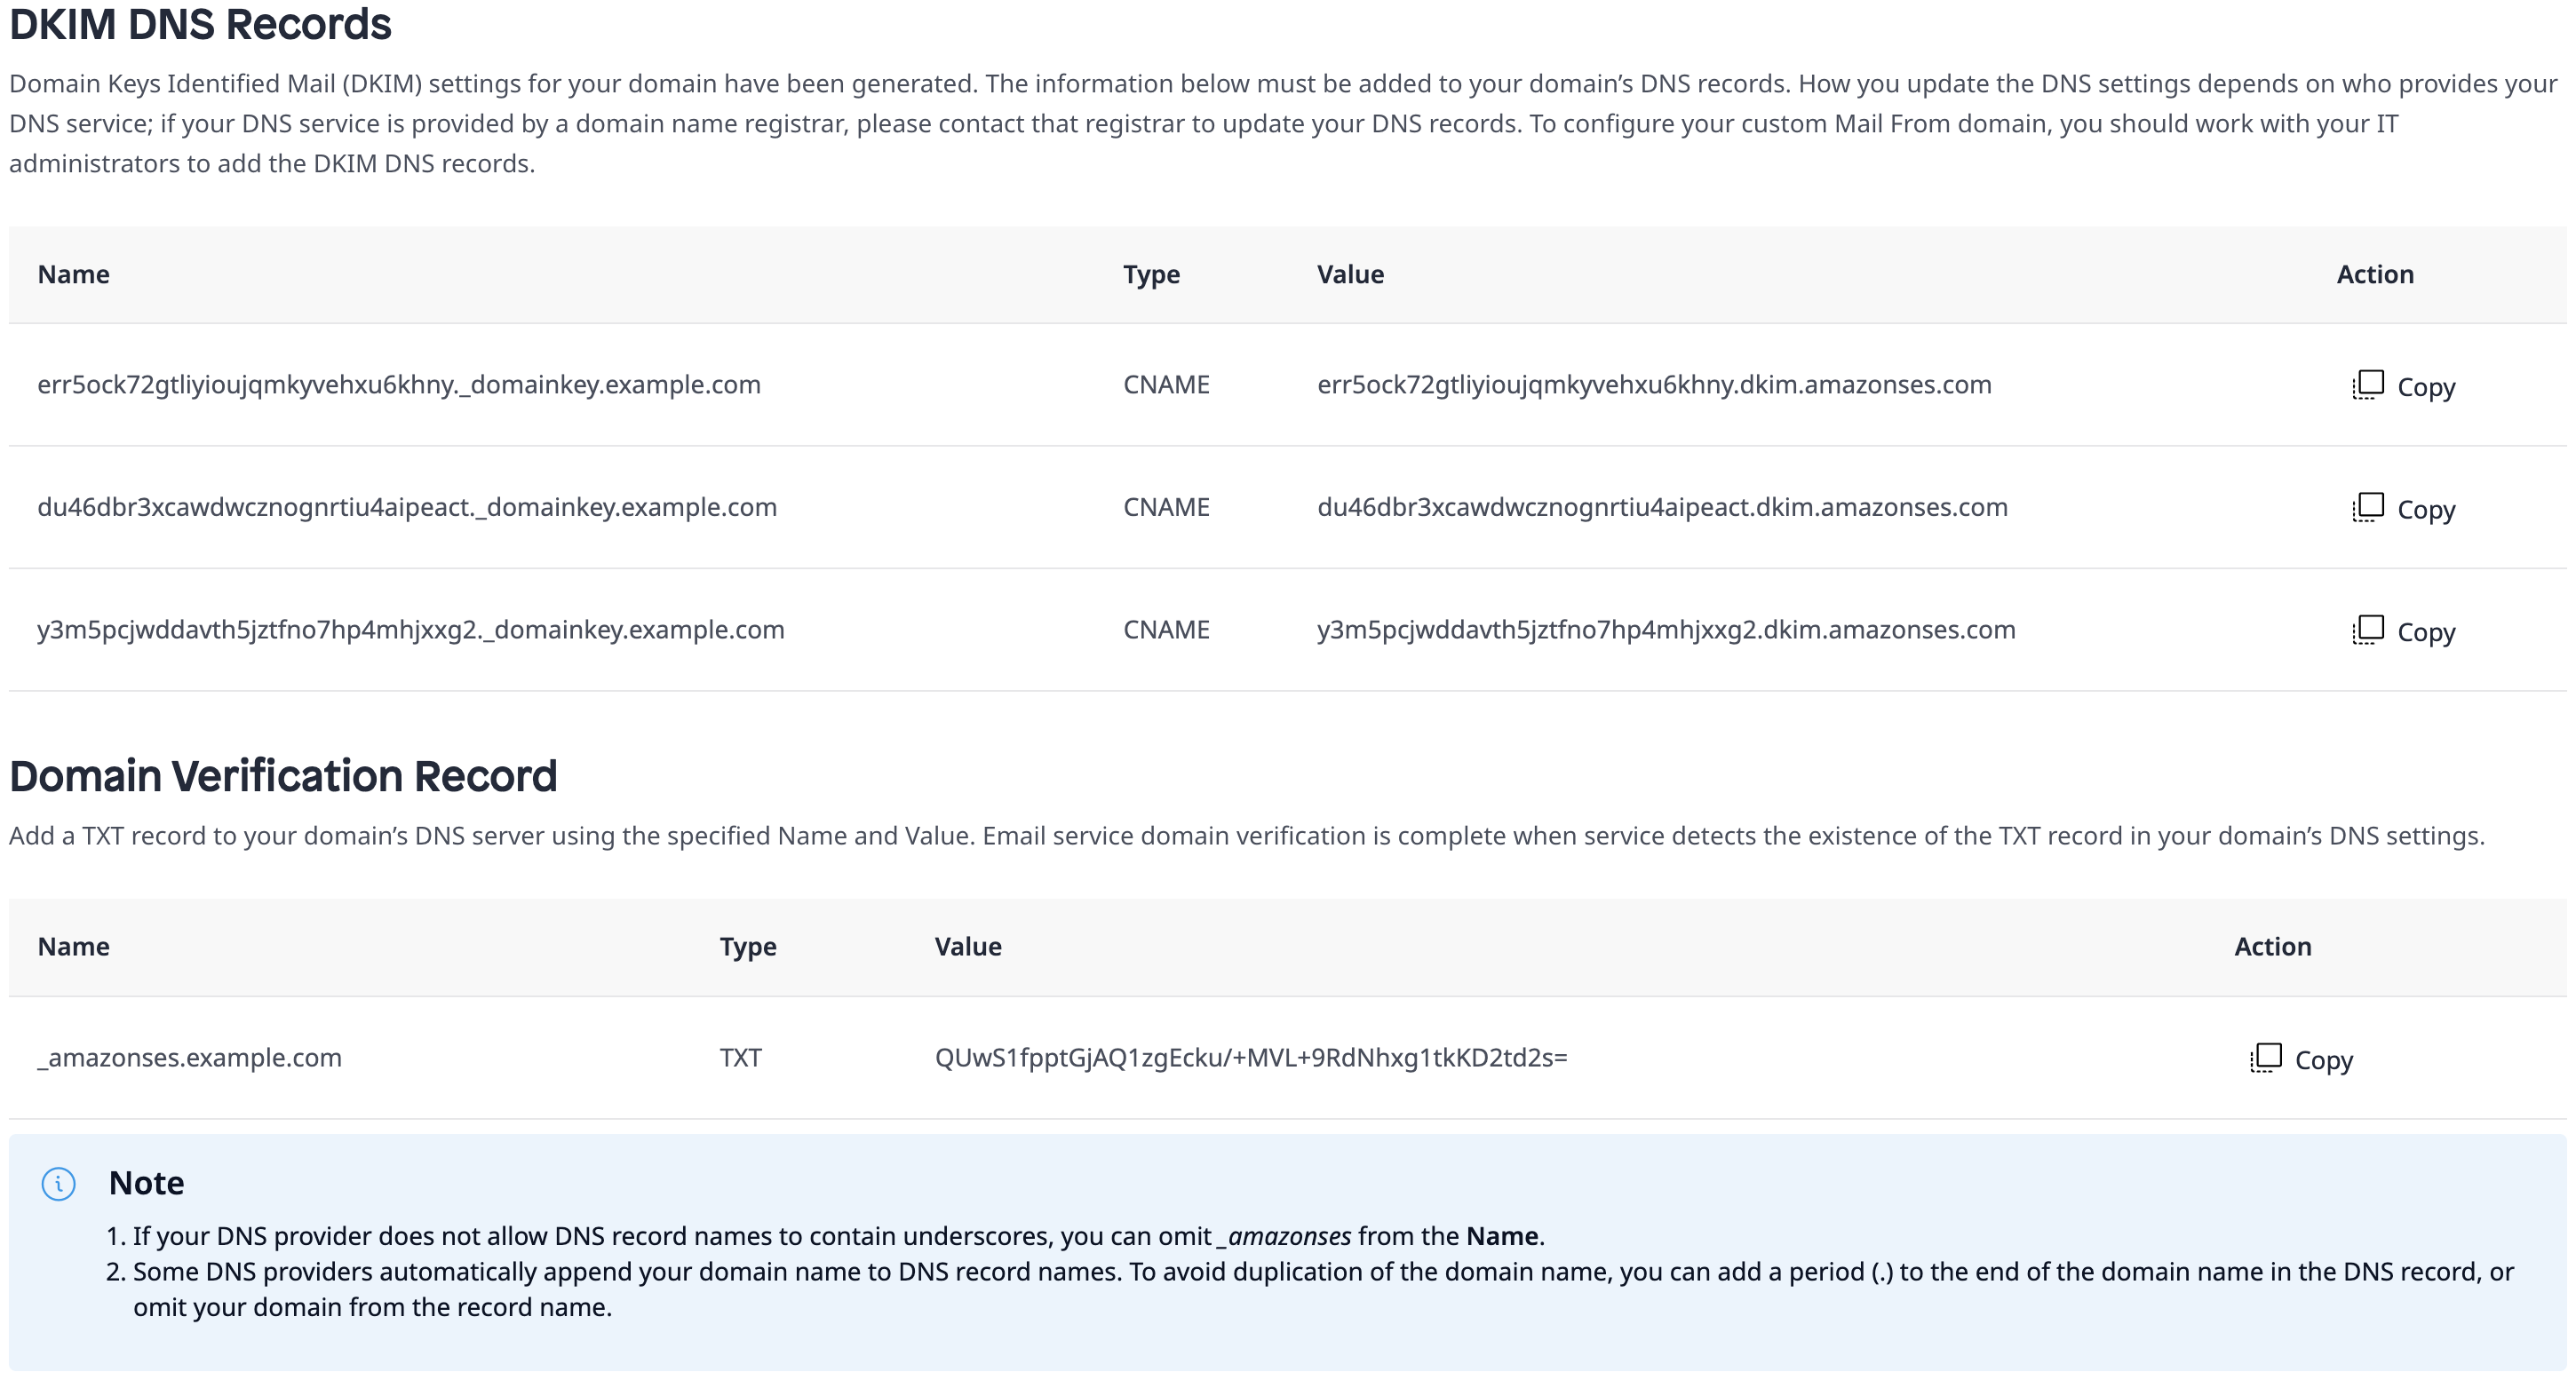 DKIM DNS Records
Domain Keys Identified Mail (DKIM) settings for your domain have been generated. The information below must be added to your domain’s DNS records. How you update the DNS settings depends on who provides your
DNS service; if your DNS service is provided by a domain name registrar, please contact that registrar to update your DNS records. To configure your custom Mail From domain, you should work with your IT
administrators to add the DKIM DNS records.
Name Type Value Action
err5ock72gtliyioujqmkyvehxu6khny._domainkey.example.com CNAME err5ock72gtliyioujqmkyvehxu6khny.dkim.amazonses.com Copy
du46dbr3xcawdwcznognrtiu4aipeact._domainkey.example.com CNAME du46dbr3xcawdwcznognrtiu4aipeact.dkim.amazonses.com Copy
y3m5pcjwddavth5jztfno7hp4mhjxxg2._domainkey.example.com CNAME y3m5pcjwddavth5jztfno7hp4mhjxxg2.dkim.amazonses.com Copy
Domain Verification Record
Add a TXT record to your domain’s DNS server using the specified Name and Value. Email service domain verification is complete when service detects the existence of the TXT record in your domain’s DNS settings.
Name Type Value Action
_amazonses.example.com TXT QUwS1fpptGjAQ1zgEcku/+MVL+9RdNhxg1tkKD2td2s= Copy
Note
1. If your DNS provider does not allow DNS record names to contain underscores, you can omit _amazonses from the Name.
2. Some DNS providers automatically append your domain name to DNS record names. To avoid duplication of the domain name, you can add a period (.) to the end of the domain name in the DNS record, or
omit your domain from the record name.